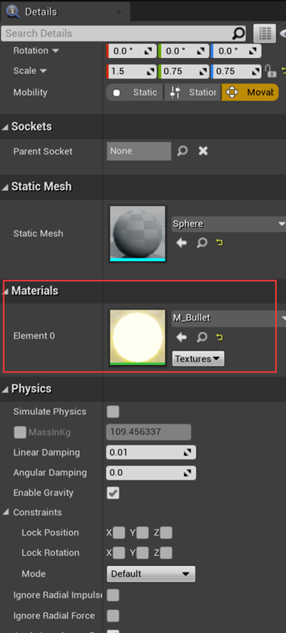 Details
Search Details
Rotation 0.0 ° 0.0 ° 0.0 °
Scale 1.5 0.75 0.75
Mobility Static Station Movab
Sockets
Parent Socket None
Static Mesh
Static Mesh Sphere
Materials
Element 0 M_Bullet
Textures
Physics
Simulate Physics
MassInKg 109.456337
Linear Damping 0.01
Angular Damping 0.0
Enable Gravity
Constraints
Lock Position X Y Z
Lock Rotation X Y Z
Mode Default
Ignore Radial Impulse
Ignore Radial Force